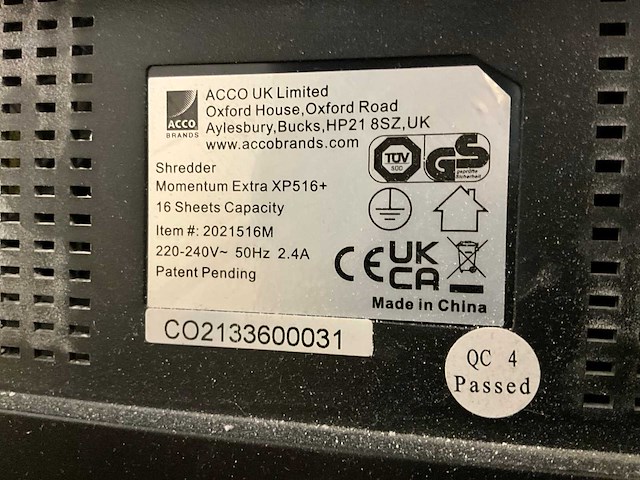 ACCO
BRANDS
ACCO UK Limited
Oxford House,Oxford Road
Aylesbury,Bucks,HP21 8SZ,UK
www.accobrands.com
Shredder
Momentum Extra XP516+
16 Sheets Capacity
Item #: 2021516M
220-240V~ 50Hz 2.4A
Patent Pending
TÜV
SÜD
GS
geprüfte
Sicherheit
CE
UK
CA
Made in China
CO2133600031
QC 4
Passed